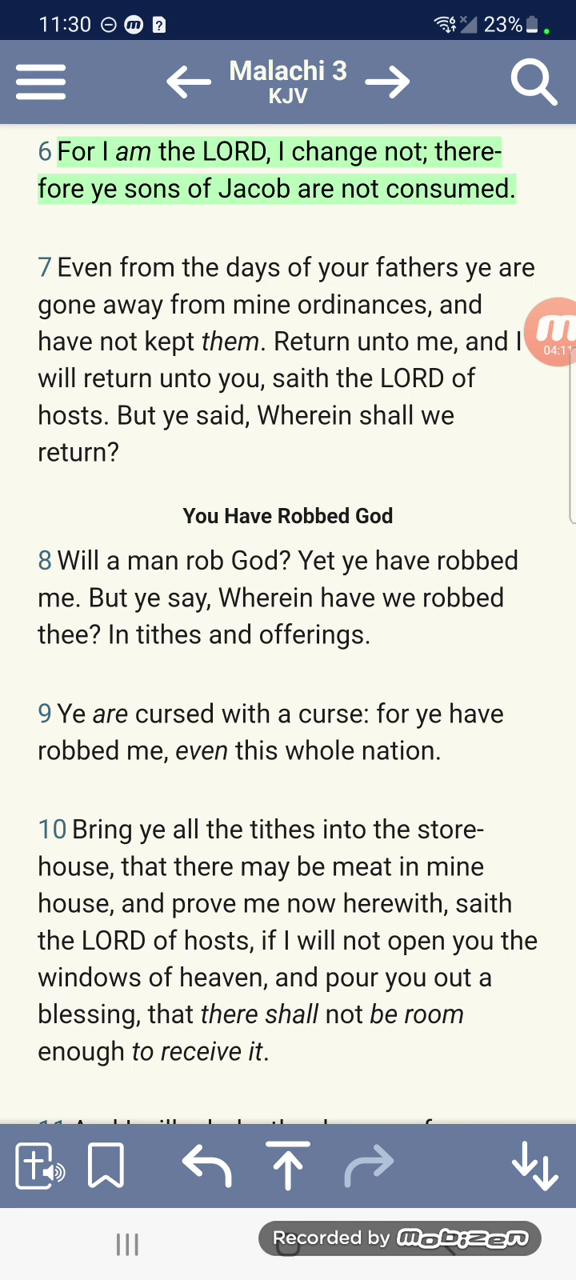 11:30 23%
Malachi 3
KJV
6 For I am the LORD, I change not; there-
fore ye sons of Jacob are not consumed.
7 Even from the days of your fathers ye are
gone away from mine ordinances, and
have not kept them. Return unto me, and I
will return unto you, saith the LORD of
hosts. But ye said, Wherein shall we
return?
You Have Robbed God
8 Will a man rob God? Yet ye have robbed
me. But ye say, Wherein have we robbed
thee? In tithes and offerings.
9 Ye are cursed with a curse: for ye have
robbed me, even this whole nation.
10 Bring ye all the tithes into the store-
house, that there may be meat in mine
house, and prove me now herewith, saith
the LORD of hosts, if I will not open you the
windows of heaven, and pour you out a
blessing, that there shall not be room
enough to receive it.
Recorded by mobizen